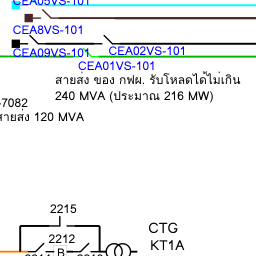 CEA05VS-101
CEA8VS-101
CEA09VS-101 CEA02VS-101
CEA01VS-101
สายส่ง ของ กฟผ. รับโหลดได้ไม่เกิน
240 MVA (ประมาณ 216 MW)
-7082
สายส่ง 120 MVA
2215
2212
B
CTG
KT1A